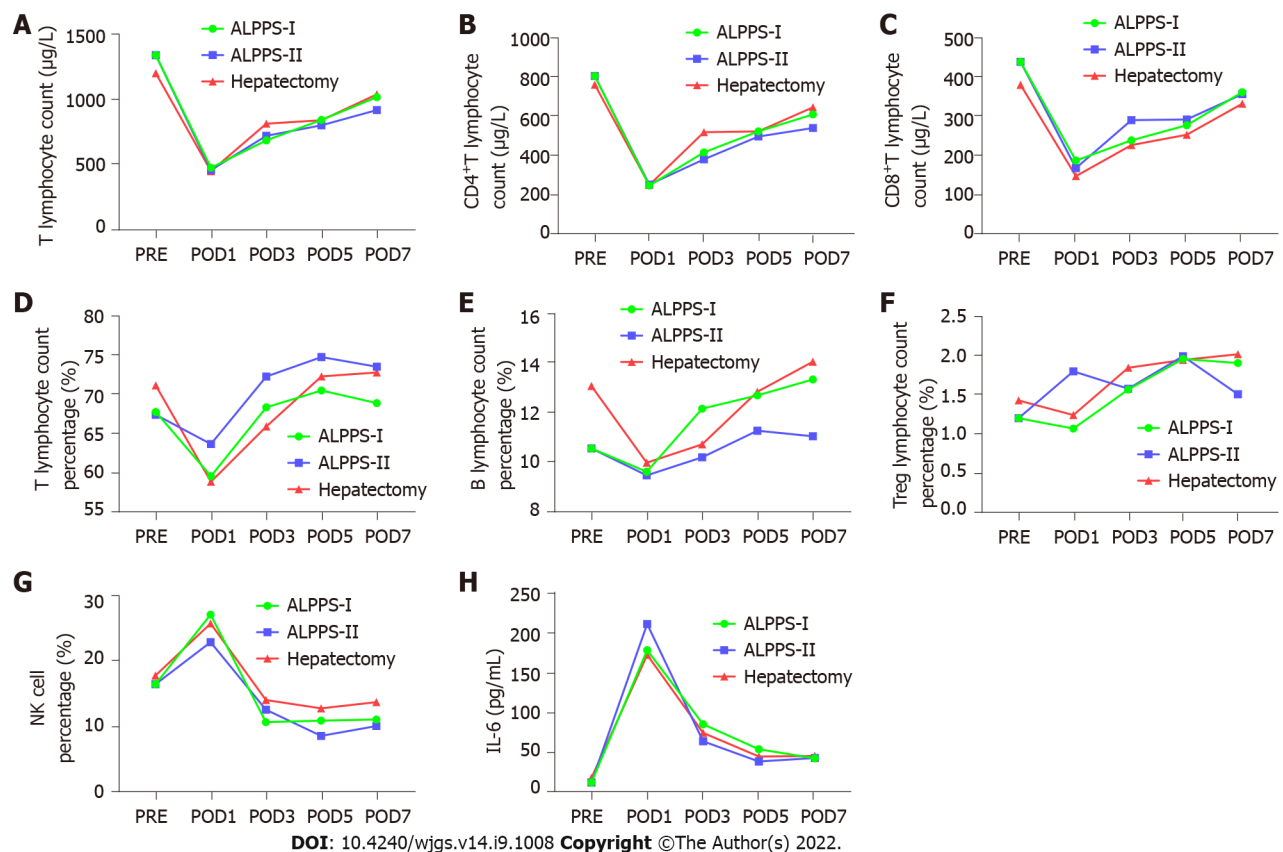 A
ALPPS-I
ALPPS-II
Hepatectomy
T lymphocyte count (µg/L)
1500
1000
500
0
PRE POD1 POD3 POD5 POD7
B
ALPPS-I
ALPPS-II
Hepatectomy
CD4+T lymphocyte
count (µg/L)
1000
800
600
400
200
0
PRE POD1 POD3 POD5 POD7
C
ALPPS-I
ALPPS-II
Hepatectomy
CD8+T lymphocyte
count (µg/L)
500
400
300
200
100
0
PRE POD1 POD3 POD5 POD7
D
T lymphocyte count
percentage (%)
80
75
70
65
60
55
ALPPS-I
ALPPS-II
Hepatectomy
PRE POD1 POD3 POD5 POD7
E
ALPPS-I
ALPPS-II
Hepatectomy
B lymphocyte count
percentage (%)
16
14
12
10
8
PRE POD1 POD3 POD5 POD7
F
Treg lymphocyte count
percentage (%)
2.5
2.0
1.5
1.0
0.5
0.0
ALPPS-I
ALPPS-II
Hepatectomy
PRE POD1 POD3 POD5 POD7
G
ALPPS-I
ALPPS-II
Hepatectomy
NK cell
percentage (%)
30
20
10
0
PRE POD1 POD3 POD5 POD7
H
ALPPS-I
ALPPS-II
Hepatectomy
IL-6 (pg/mL)
250
200
150
100
50
0
PRE POD1 POD3 POD5 POD7
DOI: 10.4240/wjgs.v14.i9.1008 Copyright ©The Author(s) 2022.